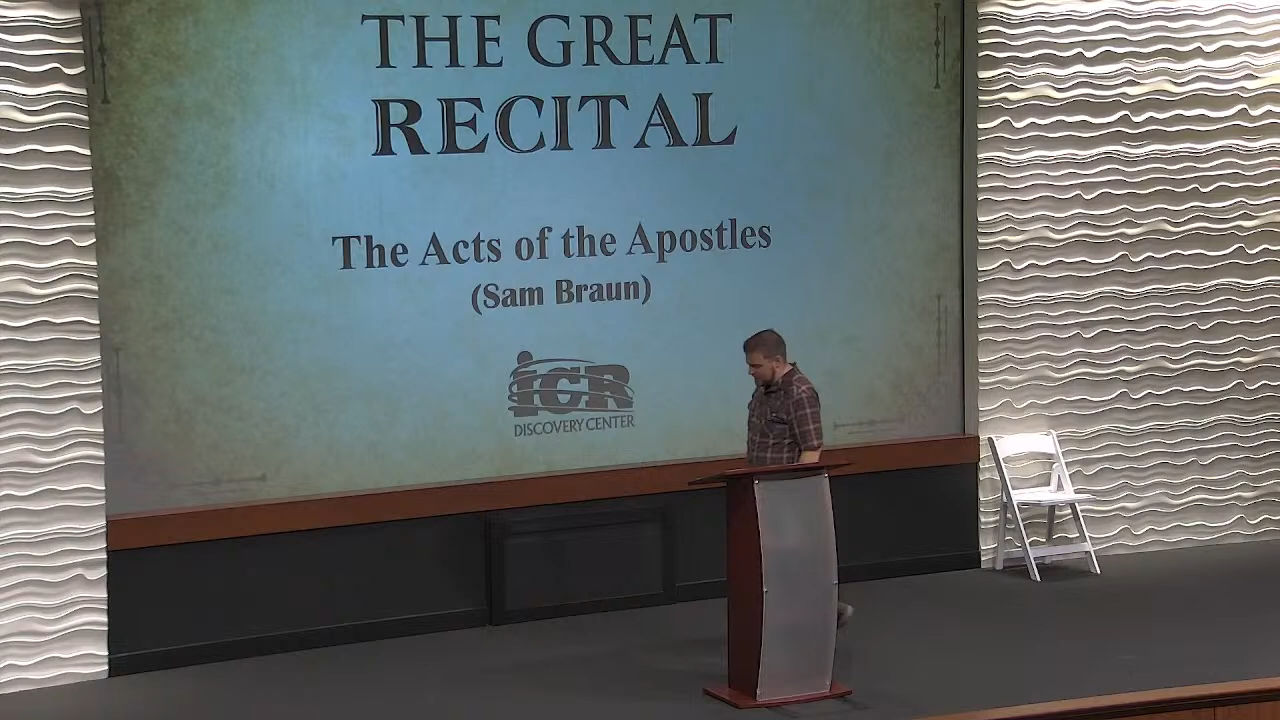 THE GREAT
RECITAL
The Acts of the Apostles
(Sam Braun)
ICR
DISCOVERY CENTER